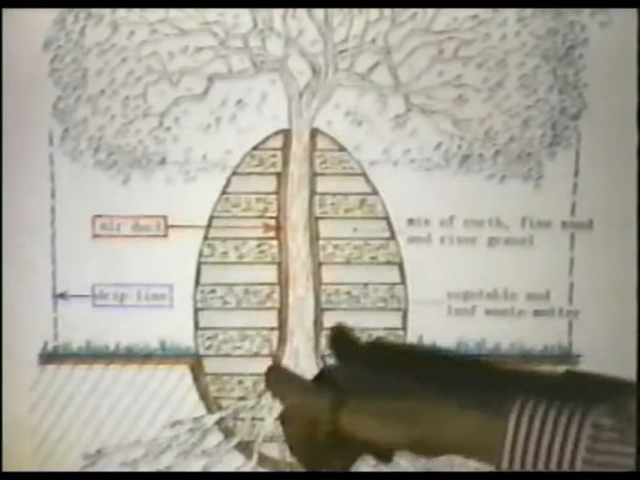 air duct
mix of earth, fine sand
and river gravel
drip line
vegetable and
leaf waste matter